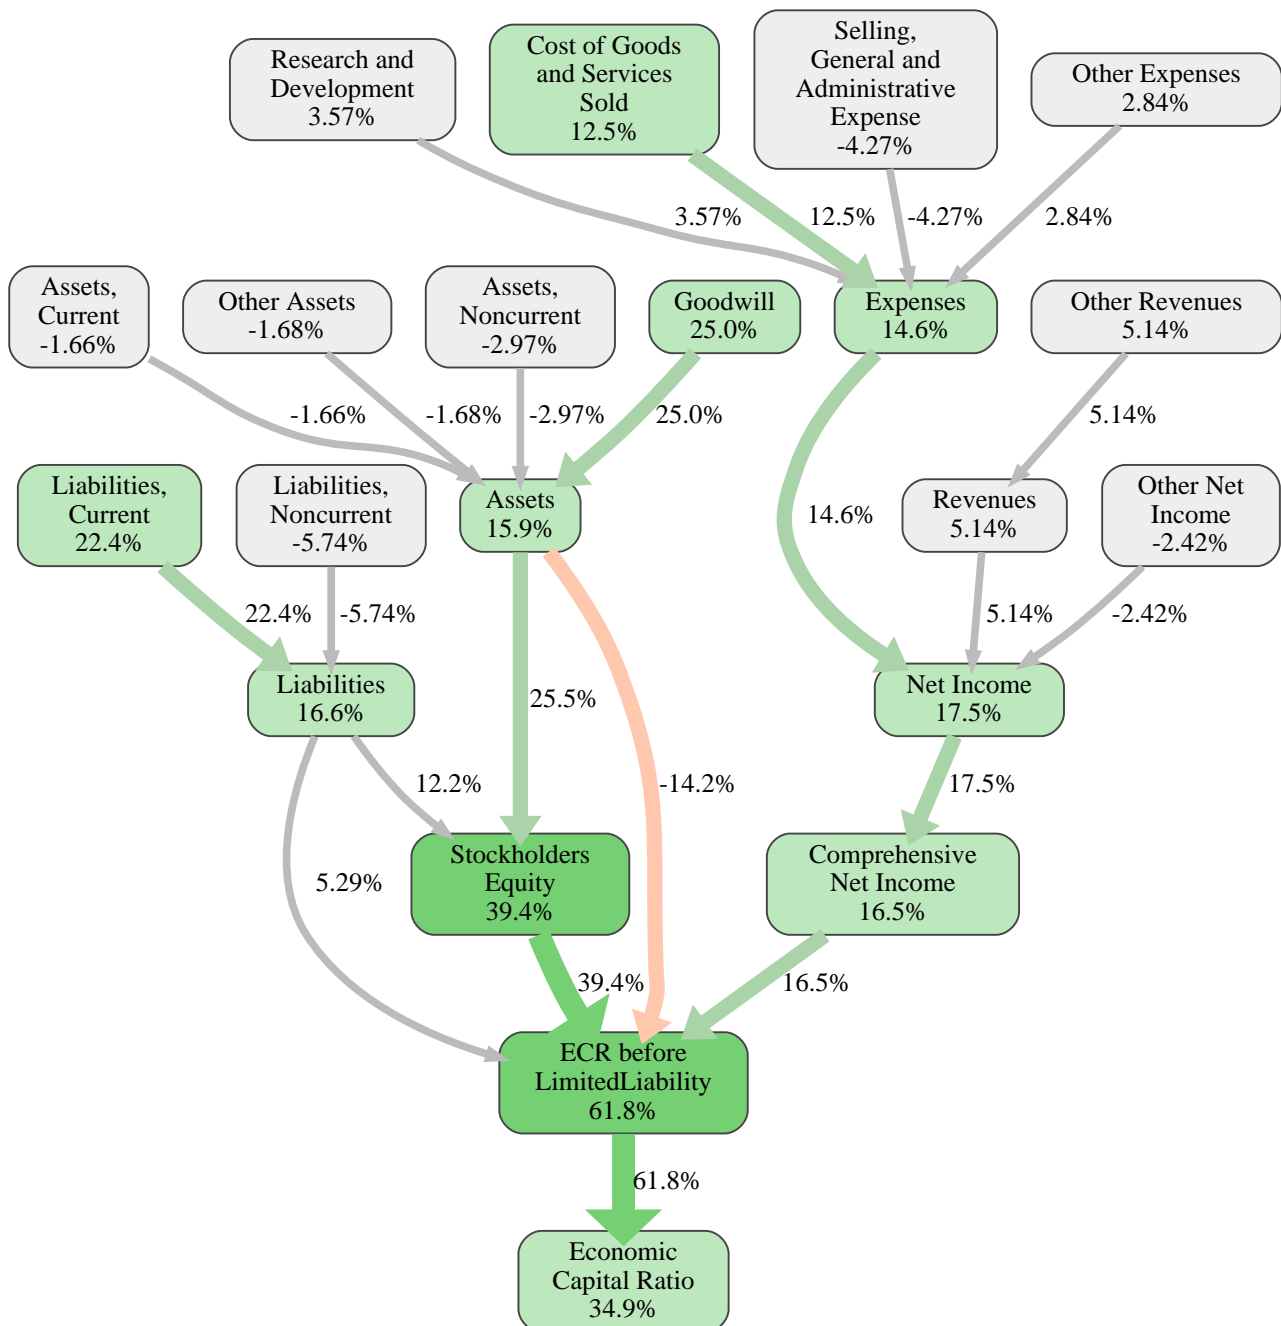 Research and
Development
3.57%
Cost of Goods
and Services
Sold
12.5%
Selling,
General and
Administrative
Expense
-4.27%
Other Expenses
2.84%
3.57%
12.5%
-4.27%
2.84%
Assets,
Current
-1.66%
Other Assets
-1.68%
Assets,
Noncurrent
-2.97%
Goodwill
25.0%
Expenses
14.6%
Other Revenues
5.14%
-1.66%
-1.68%
-2.97%
25.0%
5.14%
Liabilities,
Current
22.4%
Liabilities,
Noncurrent
-5.74%
Assets
15.9%
14.6%
Revenues
5.14%
Other Net
Income
-2.42%
22.4%
-5.74%
5.14%
-2.42%
Liabilities
16.6%
25.5%
Net Income
17.5%
12.2%
-14.2%
17.5%
5.29%
Stockholders
Equity
39.4%
Comprehensive
Net Income
16.5%
39.4%
16.5%
ECR before
LimitedLiability
61.8%
61.8%
Economic
Capital Ratio
34.9%